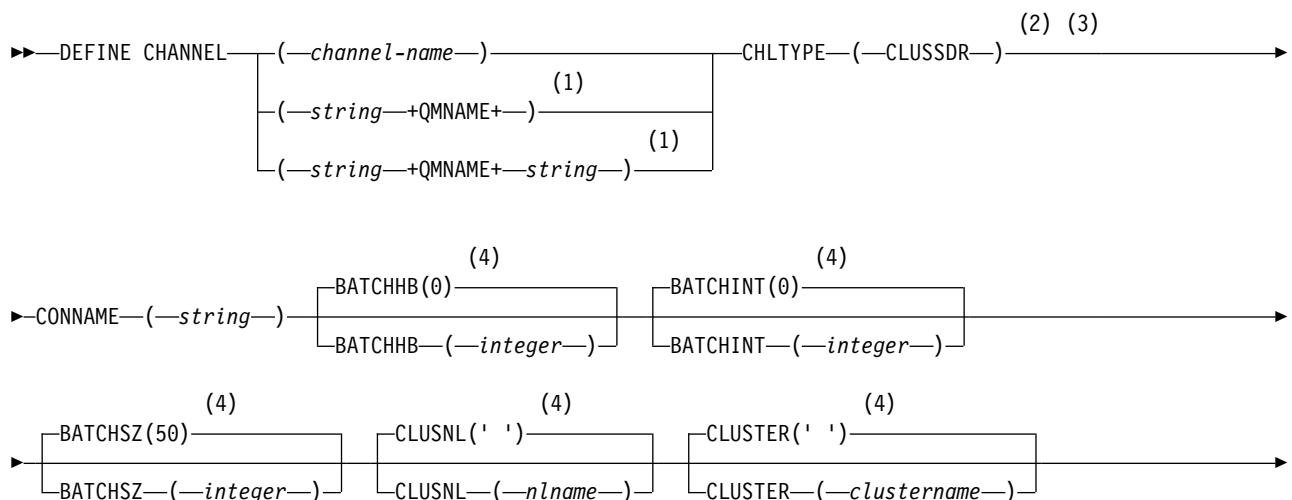 (2) (3)
DEFINE CHANNEL ( channel-name ) CHLTYPE ( CLUSSDR )
(1)
( string +QMNAME+ )
(1)
( string +QMNAME+ string )
(4) (4)
BATCHHB(0) BATCHINT(0)
CONNAME ( string )
BATCHHB ( integer ) BATCHINT ( integer )
(4) (4) (4)
BATCHSZ(50) CLUSNL(' ') CLUSTER(' ')
BATCHSZ ( integer ) CLUSNL ( nlname ) CLUSTER ( clustername )